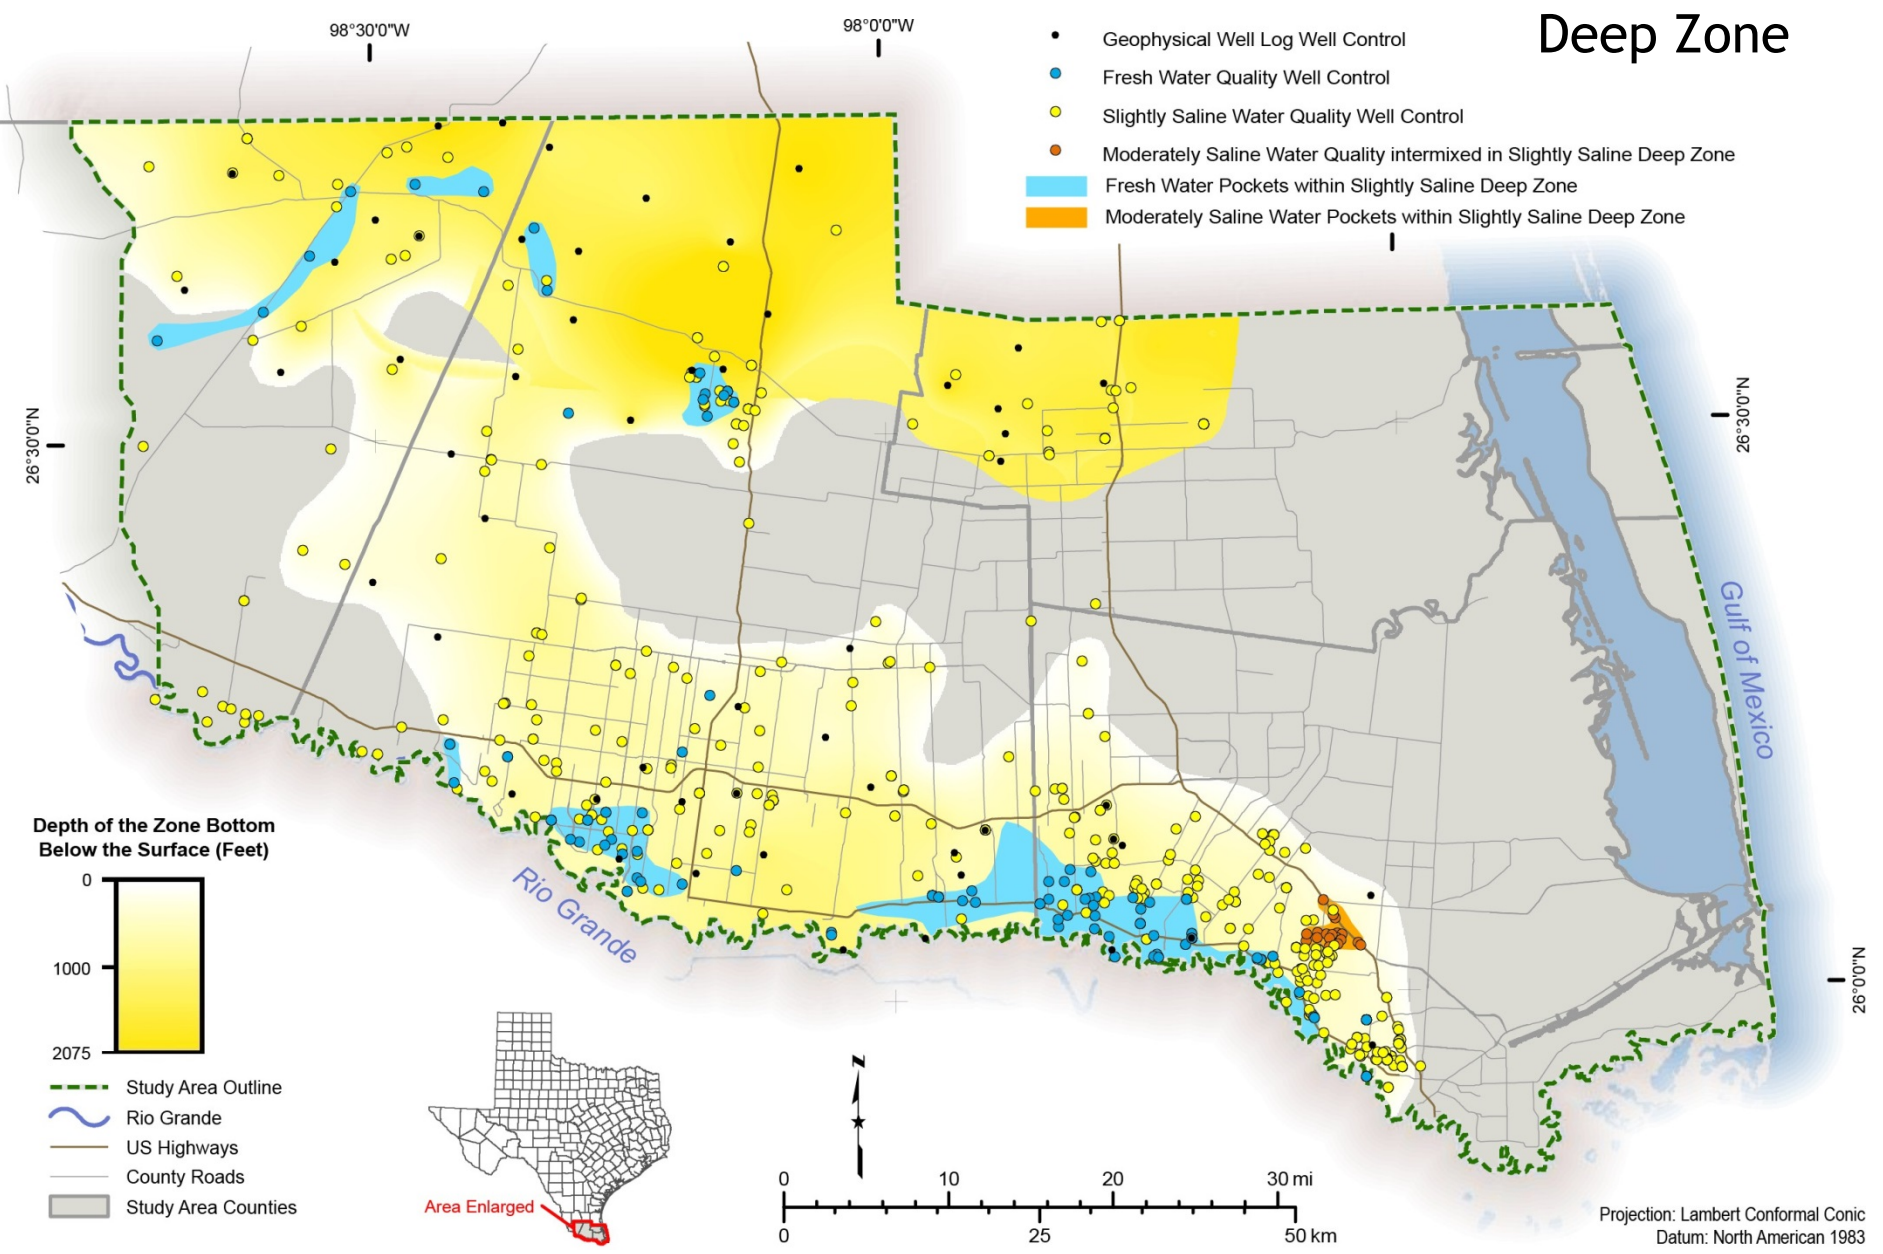 Deep Zone
98°30'0"W
98°0'0"W
Geophysical Well Log Well Control
Fresh Water Quality Well Control
Slightly Saline Water Quality Well Control
Moderately Saline Water Quality intermixed in Slightly Saline Deep Zone
Fresh Water Pockets within Slightly Saline Deep Zone
Moderately Saline Water Pockets within Slightly Saline Deep Zone
26°30'0"N
26°30'0"N
Gulf of Mexico
26°0'0"N
Rio Grande
Depth of the Zone Bottom
Below the Surface (Feet)
0
1000
2075
Study Area Outline
Rio Grande
US Highways
County Roads
Study Area Counties
Area Enlarged
N
0 10 20 30 mi
0 25 50 km
Projection: Lambert Conformal Conic
Datum: North American 1983